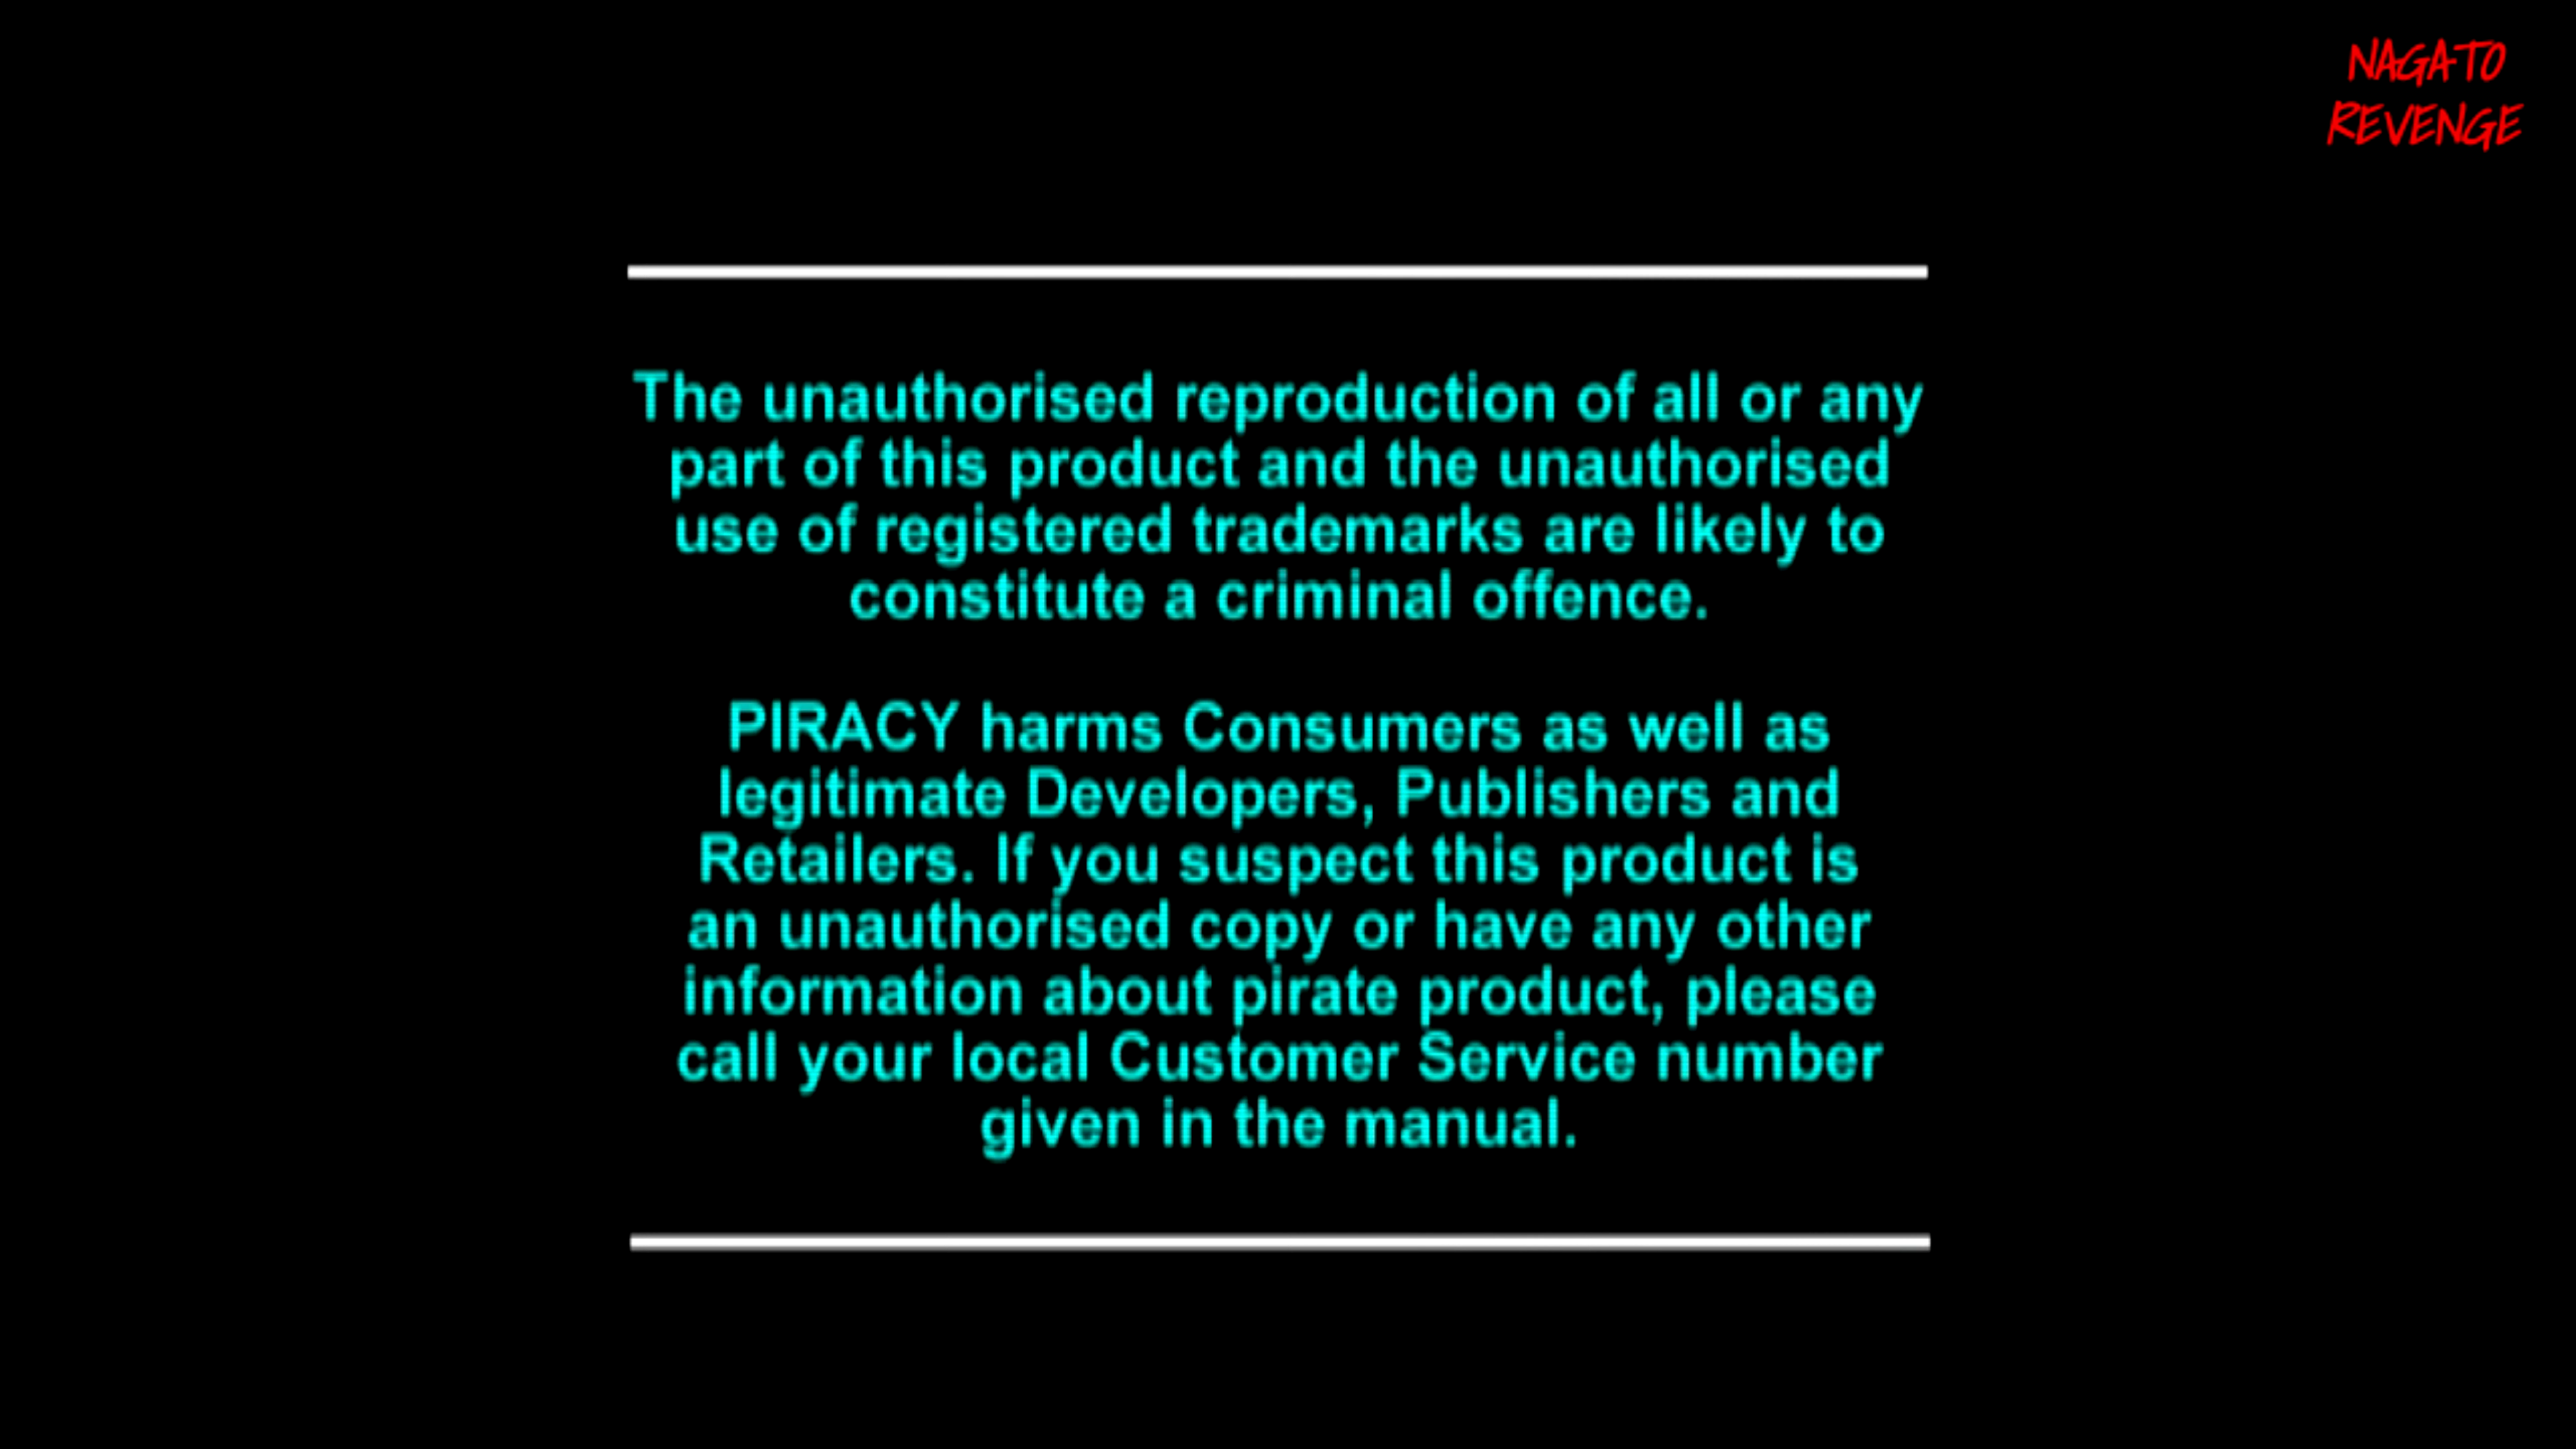 NAGATO
REVENGE
The unauthorised reproduction of all or any
part of this product and the unauthorised
use of registered trademarks are likely to
constitute a criminal offence.
PIRACY harms Consumers as well as
legitimate Developers, Publishers and
Retailers. If you suspect this product is
an unauthorised copy or have any other
information about pirate product, please
call your local Customer Service number
given in the manual.